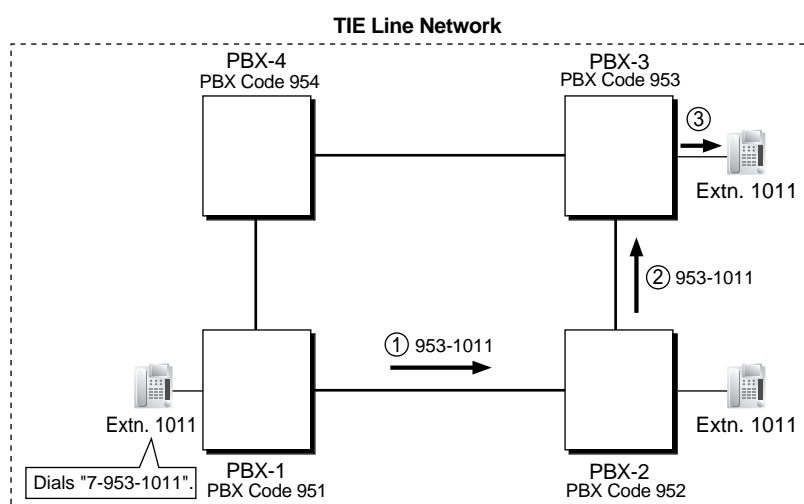 TIE Line Network
PBX-4
PBX Code 954
PBX-3
PBX Code 953
③
Extn. 1011
② 953-1011
① 953-1011
Extn. 1011
Extn. 1011
Dials "7-953-1011".
PBX-1
PBX Code 951
PBX-2
PBX Code 952